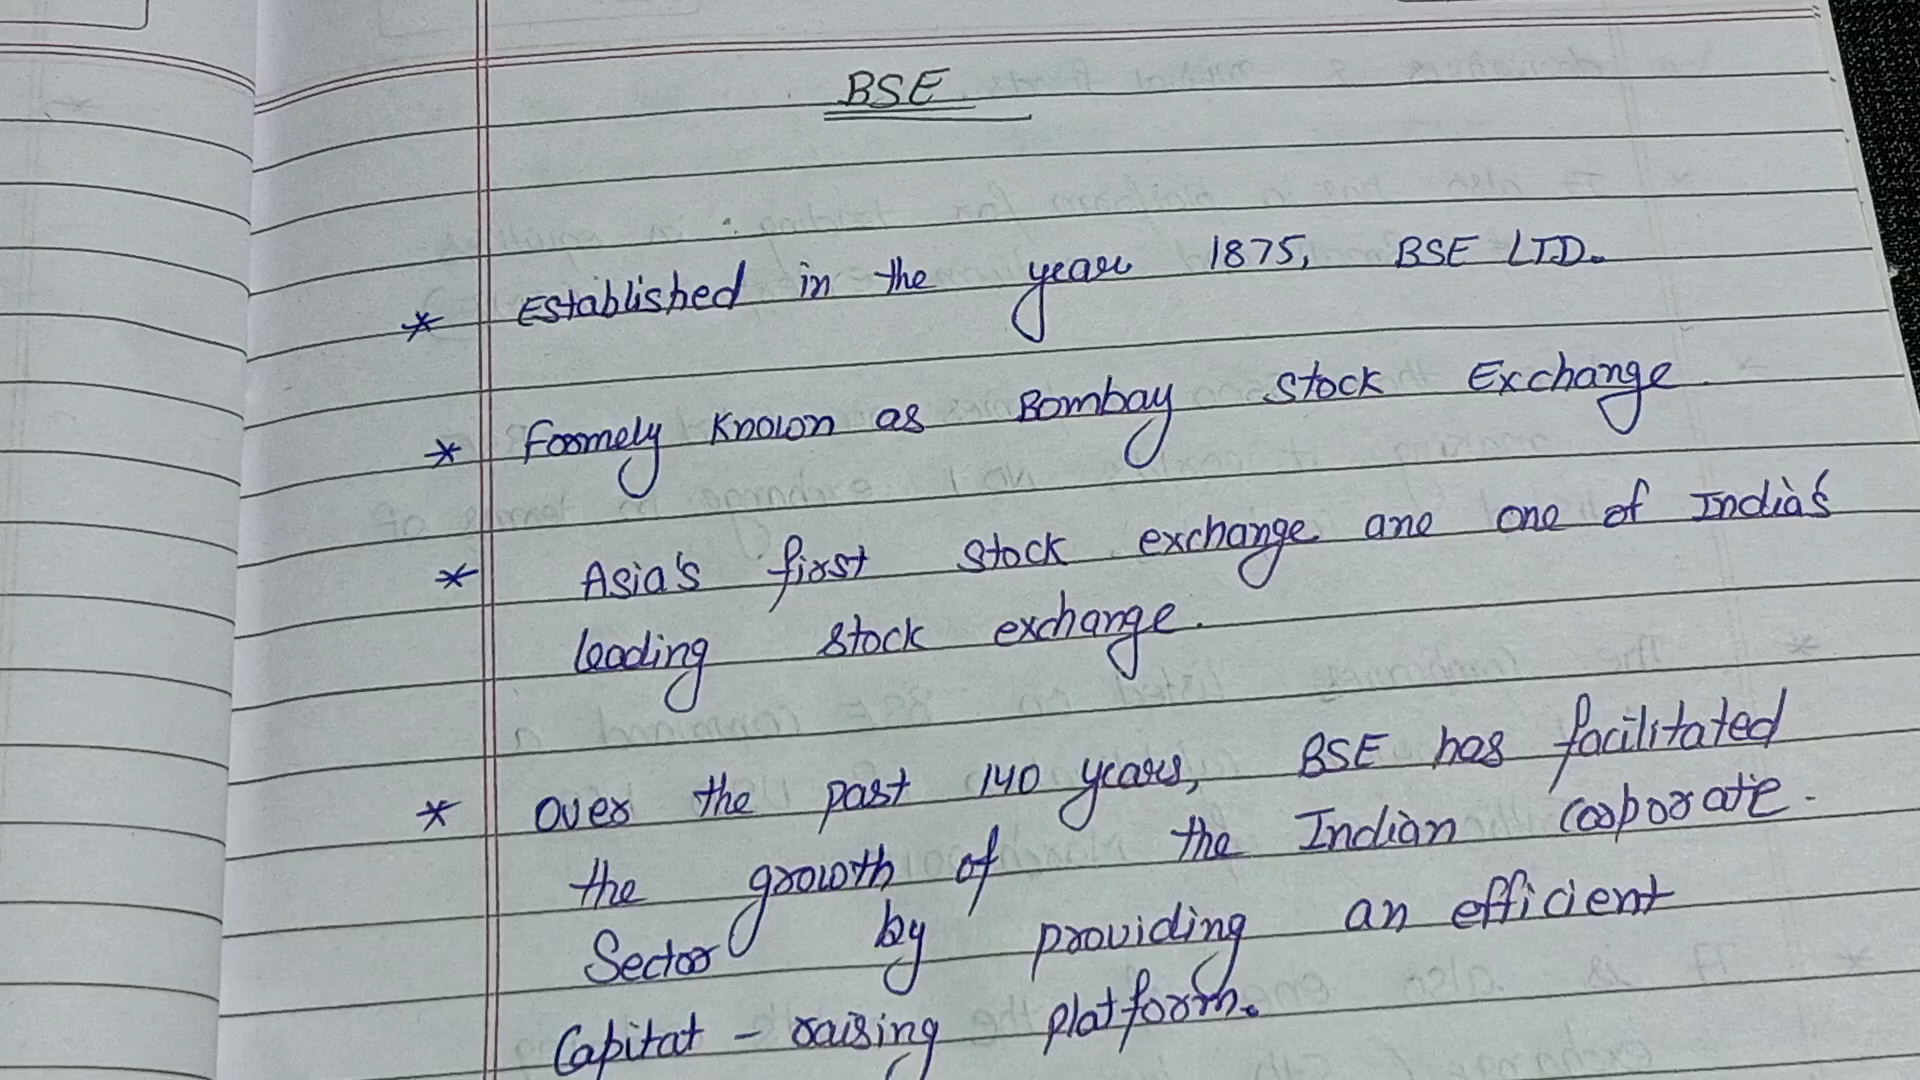 BSE
* Established in the year 1875, BSE LTD.
* Formely Known as Bombay Stock Exchange
* Asia's first stock exchange ane one of India's
leading stock exchange.
* over the past 140 years, BSE has facilitated
the growth of the Indian corporate.
Sector by providing an efficient
Capital - raising platform.